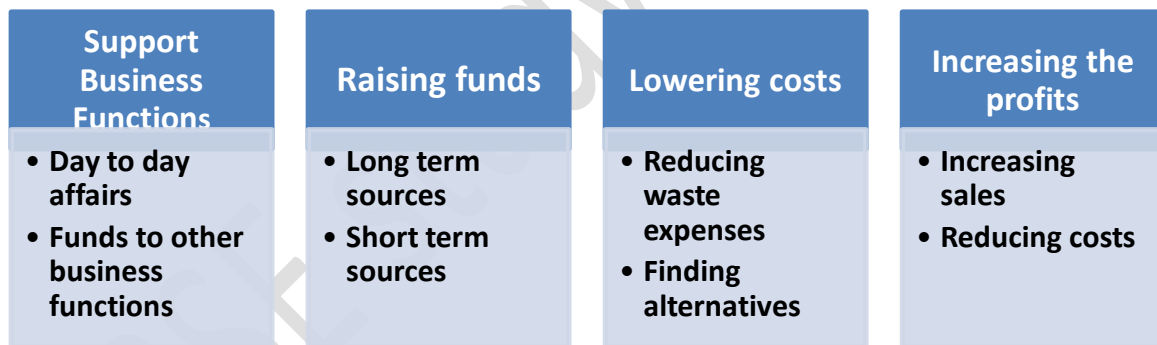 Support
Business
Functions
• Day to day
affairs
• Funds to other
business
functions
Raising funds
• Long term
sources
• Short term
sources
Lowering costs
• Reducing
waste
expenses
• Finding
alternatives
Increasing the
profits
• Increasing
sales
• Reducing costs